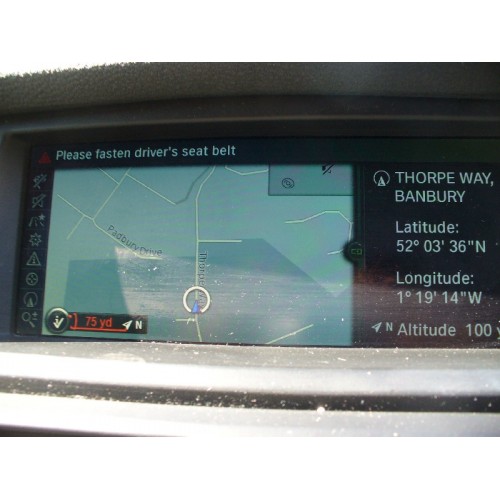 Please fasten driver's seat belt
THORPE WAY,
BANBURY
Latitude:
52° 03' 36"N
Longitude:
1° 19' 14"W
N Altitude 100
Padbury Drive
75 yd
N